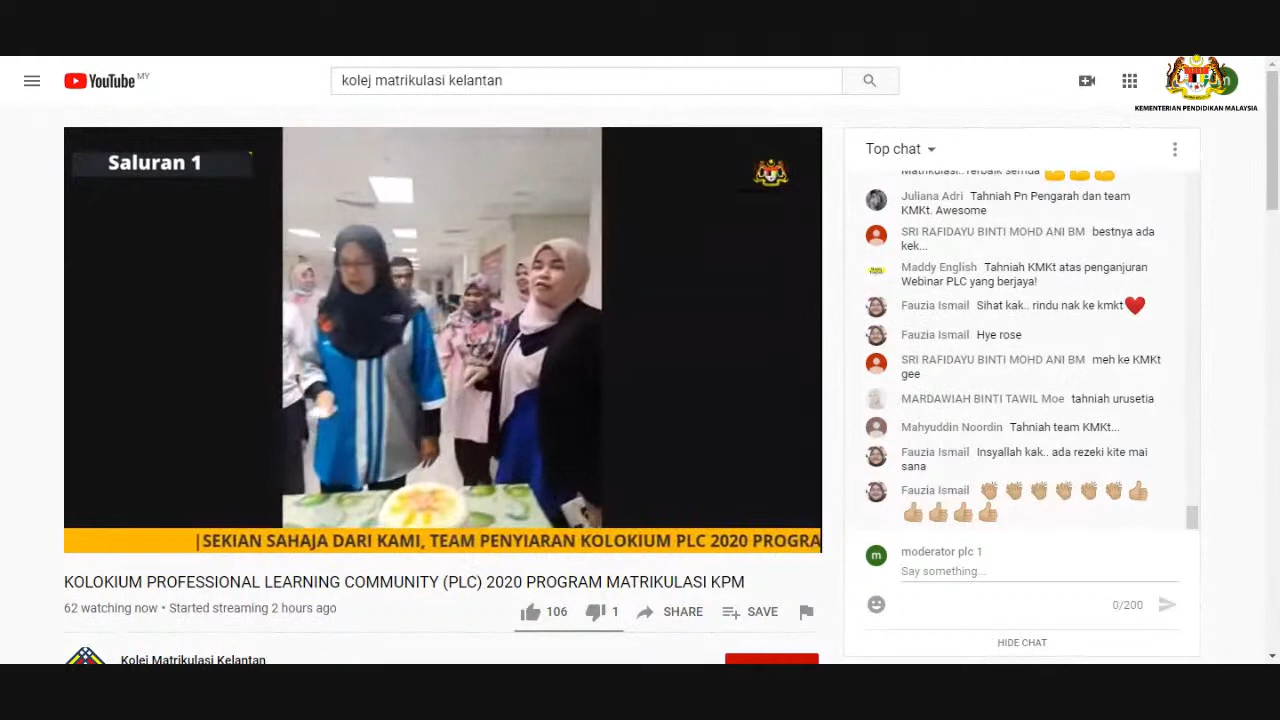 YouTube MY
kolej matrikulasi kelantan
KEMENTERIAN PENDIDIKAN MALAYSIA
Saluran 1
|SEKIAN SAHAJA DARI KAMI, TEAM PENYIARAN KOLOKIUM PLC 2020 PROGRA
KOLOKIUM PROFESSIONAL LEARNING COMMUNITY (PLC) 2020 PROGRAM MATRIKULASI KPM
62 watching now • Started streaming 2 hours ago
106
1
SHARE
SAVE
Kolej Matrikulasi Kelantan
Top chat
Juliana Adri Tahniah Pn Pengarah dan team
KMKt. Awesome
SRI RAFIDAYU BINTI MOHD ANI BM bestnya ada
kek...
Maddy English Tahniah KMKt atas penganjuran
Webinar PLC yang berjaya!
Fauzia Ismail Sihat kak.. rindu nak ke kmkt❤️
Fauzia Ismail Hye rose
SRI RAFIDAYU BINTI MOHD ANI BM meh ke KMKt
gee
MARDAWIAH BINTI TAWIL Moe tahniah urusetia
Mahyuddin Noordin Tahniah team KMKt...
Fauzia Ismail Insyallah kak.. ada rezeki kite mai
sana
Fauzia Ismail 👏🏼👏🏼👏🏼👏🏼👏🏼👏🏼👍🏼
👍🏼👍🏼👍🏼👍🏼
m
moderator plc 1
Say something...
0/200
HIDE CHAT